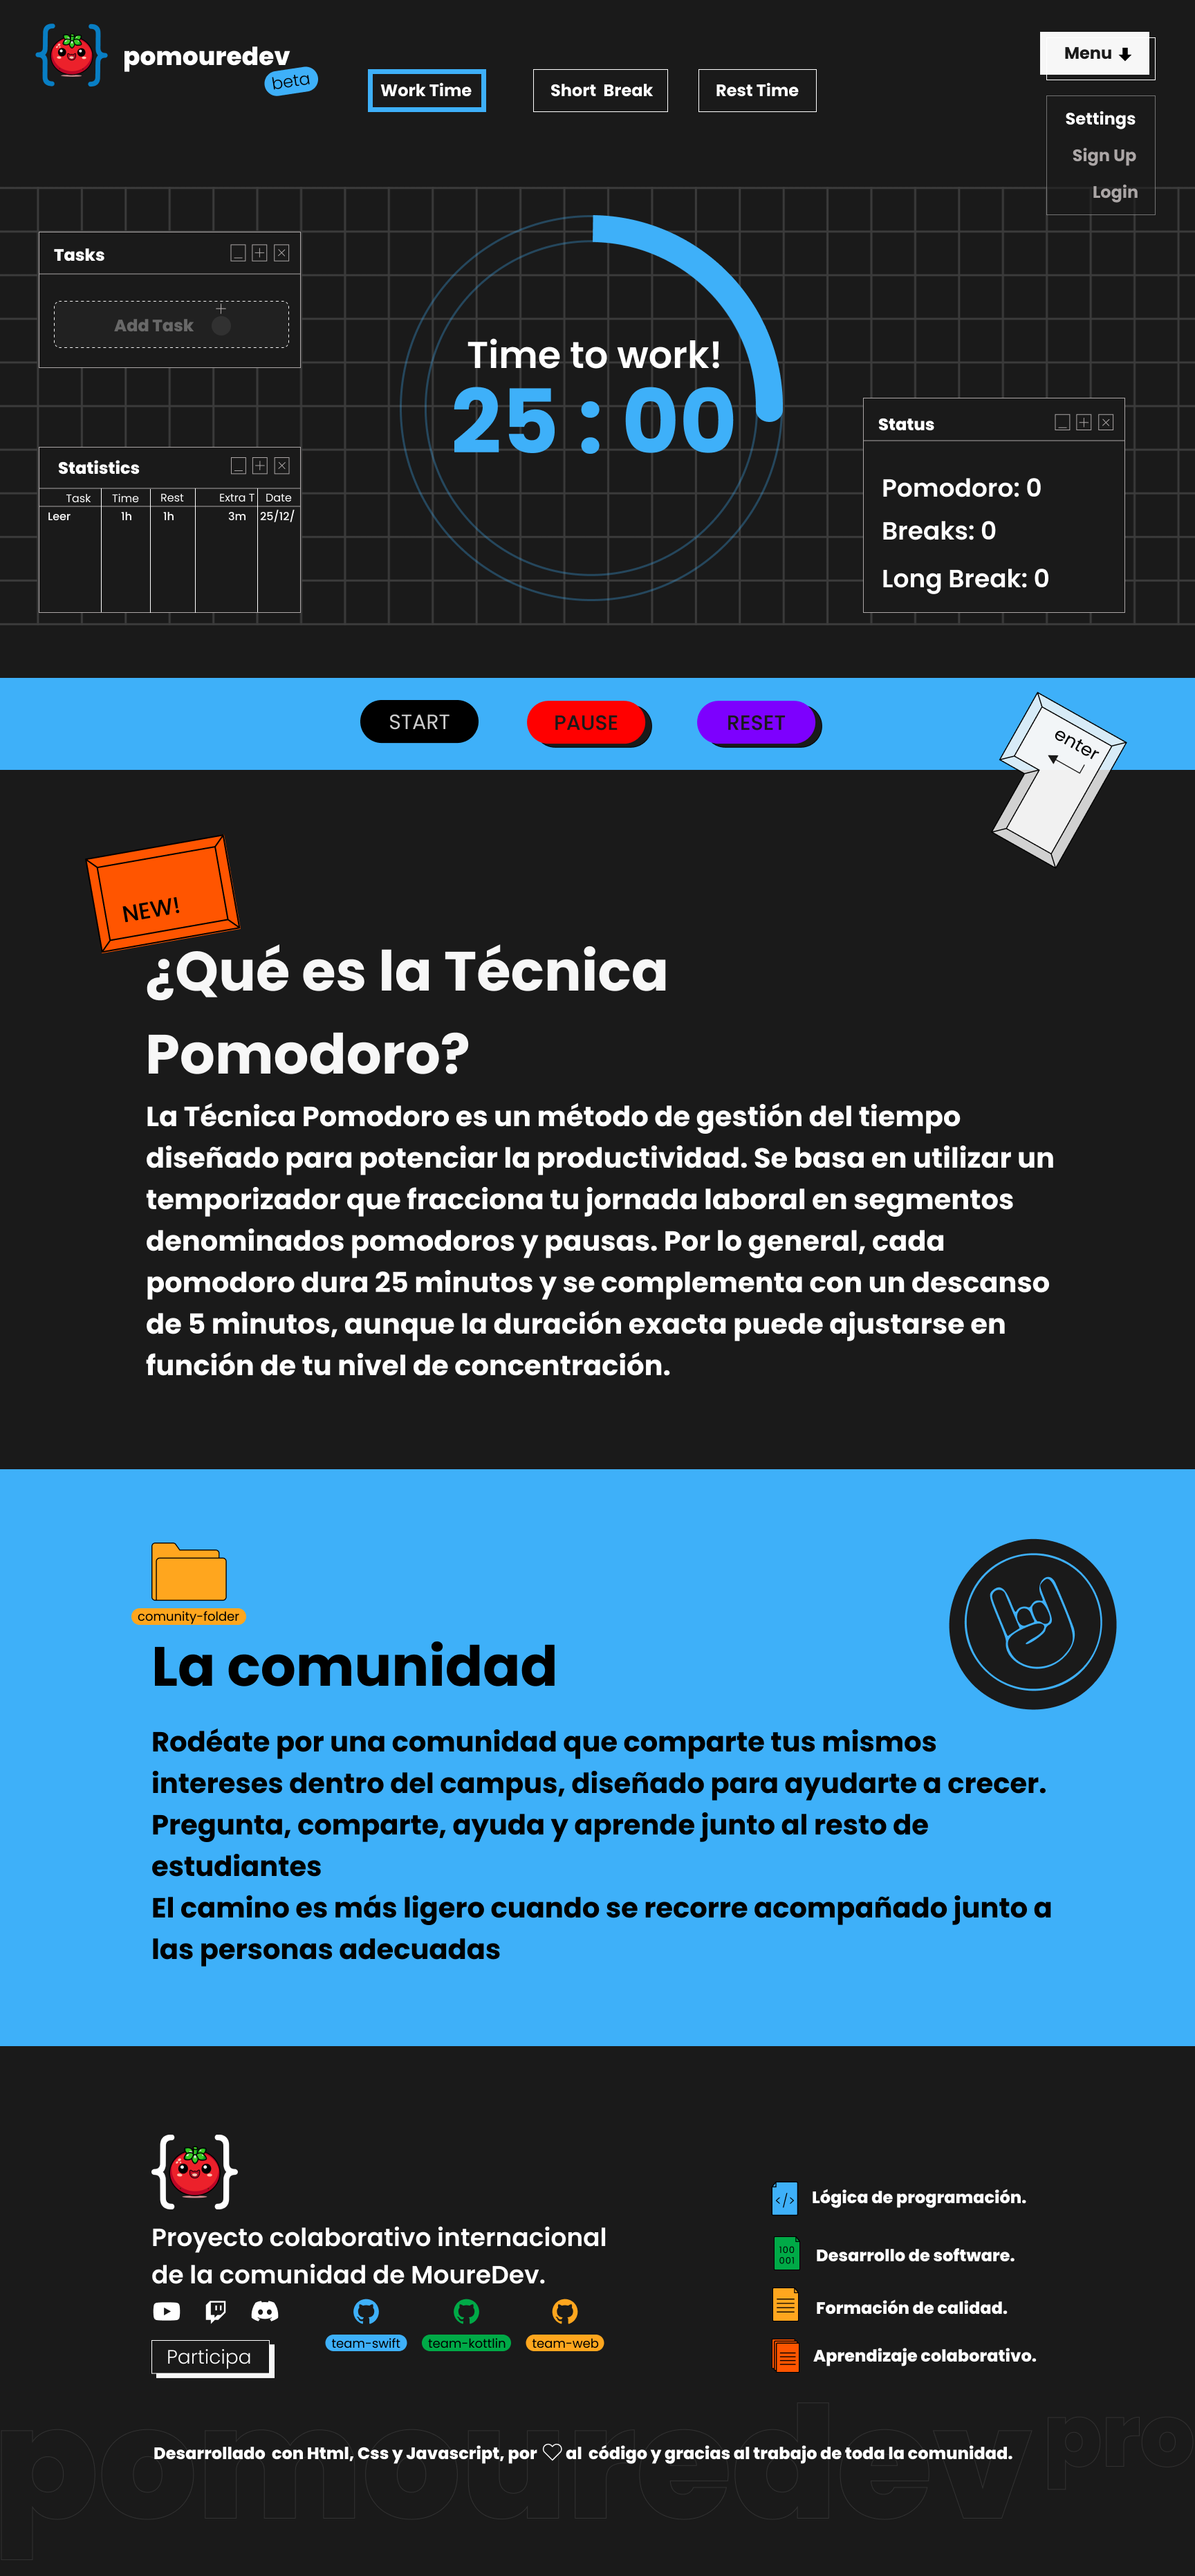 pomouredev
beta
Work Time
Short Break
Rest Time
Menu
Settings
Sign Up
Login
Tasks
Add Task
Time to work!
25 : 00
Statistics
Task Time Rest Extra T Date
Leer 1h 1h 3m 25/12/
Status
Pomodoro: 0
Breaks: 0
Long Break: 0
START
PAUSE
RESET
enter
NEW!
¿Qué es la Técnica
Pomodoro?
La Técnica Pomodoro es un método de gestión del tiempo
diseñado para potenciar la productividad. Se basa en utilizar un
temporizador que fracciona tu jornada laboral en segmentos
denominados pomodoros y pausas. Por lo general, cada
pomodoro dura 25 minutos y se complementa con un descanso
de 5 minutos, aunque la duración exacta puede ajustarse en
función de tu nivel de concentración.
comunity-folder
La comunidad
Rodéate por una comunidad que comparte tus mismos
intereses dentro del campus, diseñado para ayudarte a crecer.
Pregunta, comparte, ayuda y aprende junto al resto de
estudiantes
El camino es más ligero cuando se recorre acompañado junto a
las personas adecuadas
Proyecto colaborativo internacional
de la comunidad de MoureDev.
team-swift
team-kottlin
team-web
Participa
</>
Lógica de programación.
100
001
Desarrollo de software.
Formación de calidad.
Aprendizaje colaborativo.
pomouredev pro
Desarrollado con Html, Css y Javascript, por ♡ al código y gracias al trabajo de toda la comunidad.